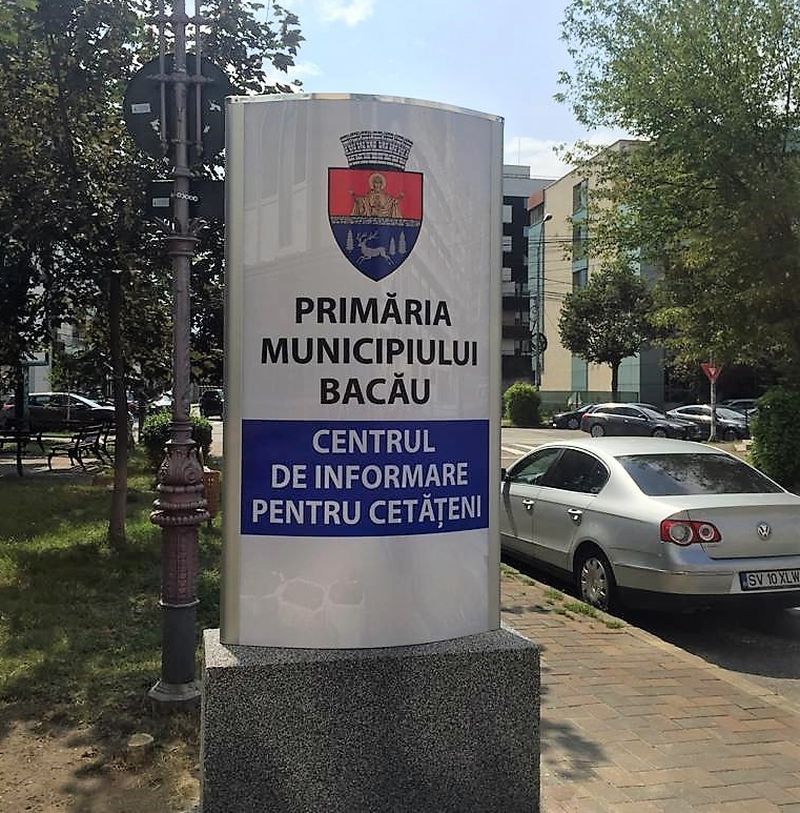 PRIMĂRIA
MUNICIPIULUI
BACĂU
CENTRUL
DE INFORMARE
PENTRU CETĂȚENI
SV 10 XLW